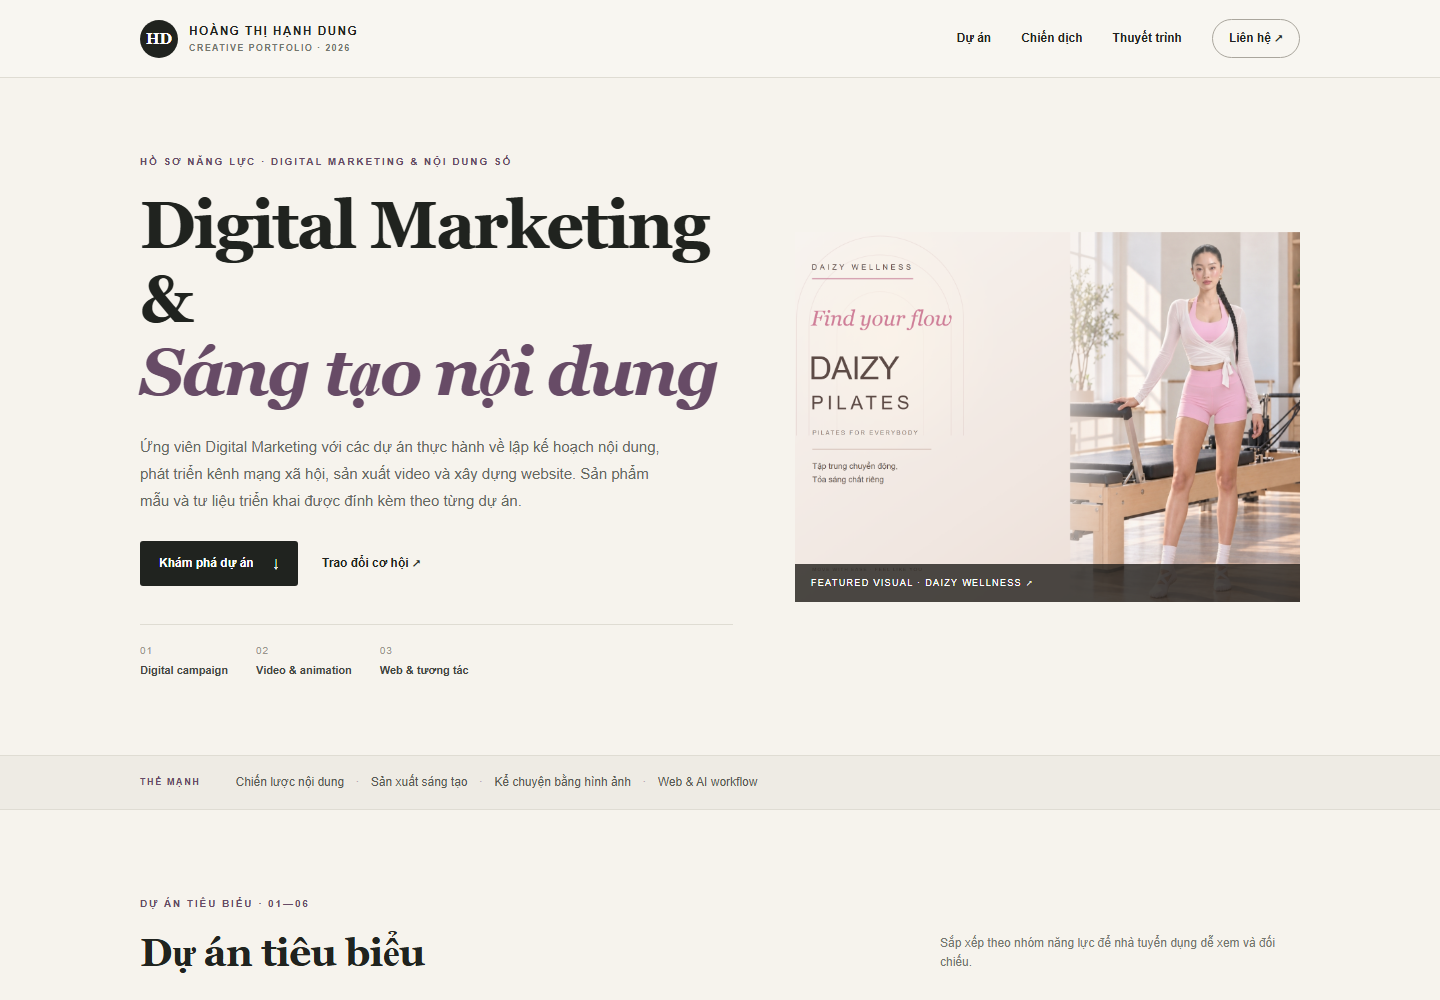 HD
HOÀNG THỊ HẠNH DUNG
CREATIVE PORTFOLIO · 2026
Dự án
Chiến dịch
Thuyết trình
Liên hệ ↗
HỒ SƠ NĂNG LỰC · DIGITAL MARKETING & NỘI DUNG SỐ
Digital Marketing
&
Sáng tạo nội dung
Ứng viên Digital Marketing với các dự án thực hành về lập kế hoạch nội dung,
phát triển kênh mạng xã hội, sản xuất video và xây dựng website. Sản phẩm
mẫu và tư liệu triển khai được đính kèm theo từng dự án.
Khám phá dự án ↓
Trao đổi cơ hội ↗
01
Digital campaign
02
Video & animation
03
Web & tương tác
DAIZY WELLNESS
Find your flow
DAIZY
PILATES
PILATES FOR EVERYBODY
Tập trung chuyển động,
Tỏa sáng chất riêng
FEATURED VISUAL · DAIZY WELLNESS ↗
THẾ MẠNH
Chiến lược nội dung · Sản xuất sáng tạo · Kể chuyện bằng hình ảnh · Web & AI workflow
DỰ ÁN TIÊU BIỂU · 01—06
Dự án tiêu biểu
Sắp xếp theo nhóm năng lực để nhà tuyển dụng dễ xem và đối
chiếu.